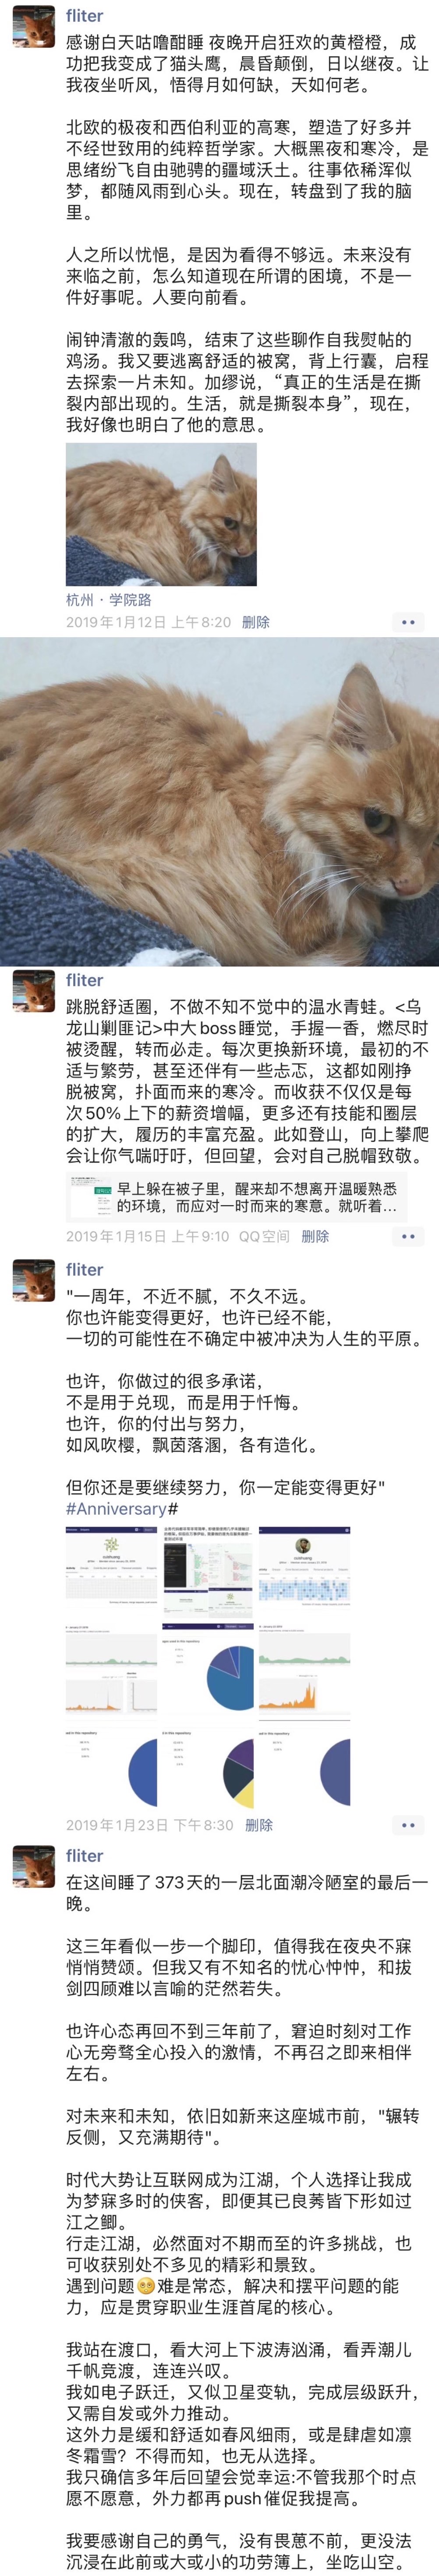 fliter
感谢白天咕噜酣睡 夜晚开启狂欢的黄橙橙，成
功把我变成了猫头鹰，晨昏颠倒，日以继夜。让
我夜坐听风，悟得月如何缺，天如何老。
北欧的极夜和西伯利亚的高寒，塑造了好多并
不经世致用的纯粹哲学家。大概黑夜和寒冷，是
思绪纷飞自由驰骋的疆域沃土。往事依稀浑似
梦，都随风雨到心头。现在，转盘到了我的脑
里。
人之所以忧悒，是因为看得不够远。未来没有
来临之前，怎么知道现在所谓的困境，不是一
件好事呢。人要向前看。
闹钟清澈的轰鸣，结束了这些聊作自我熨帖的
鸡汤。我又要逃离舒适的被窝，背上行囊，启程
去探索一片未知。加缪说，“真正的生活是在撕
裂内部出现的。生活，就是撕裂本身”，现在，
我好像也明白了他的意思。
杭州·学院路
2019年1月12日 上午8:20 删除
fliter
跳脱舒适圈，不做不知不觉中的温水青蛙。<乌
龙山剿匪记>中大boss睡觉，手握一香，燃尽时
被烫醒，转而必走。每次更换新环境，最初的不
适与繁劳，甚至还伴有一些忐忑，这都如刚挣
脱被窝，扑面而来的寒冷。而收获不仅仅是每
次50%上下的薪资增幅，更多还有技能和圈层
的扩大，履历的丰富充盈。此如登山，向上攀爬
会让你气喘吁吁，但回望，会对自己脱帽致敬。
早上躲在被子里，醒来却不想离开温暖熟悉
的环境，而应对一时而来的寒意。就听着...
2019年1月15日 上午9:10 QQ空间 删除
fliter
"一周年，不近不腻，不久不远。
你也许能变得更好，也许已经不能，
一切的可能性在不确定中被冲决为人生的平原。
也许，你做过的很多承诺，
不是用于兑现，而是用于忏悔。
也许，你的付出与努力，
如风吹樱，飘茵落溷，各有造化。
但你还是要继续努力，你一定能变得更好"
#Anniversary#
2019年1月23日 下午8:30 删除
fliter
在这间睡了373天的一层北面潮冷陋室的最后一
晚。
这三年看似一步一个脚印，值得我在夜央不寐
悄悄赞颂。但我又有不知名的忧心忡忡，和拔
剑四顾难以言喻的茫然若失。
也许心态再回不到三年前了，窘迫时刻对工作
心无旁骛全心投入的激情，不再召之即来相伴
左右。
对未来和未知，依旧如新来这座城市前，"辗转
反侧，又充满期待"。
时代大势让互联网成为江湖，个人选择让我成
为梦寐多时的侠客，即便其已良莠皆下形如过
江之鲫。
行走江湖，必然面对不期而至的许多挑战，也
可收获别处不多见的精彩和景致。
遇到问题😳难是常态，解决和摆平问题的能
力，应是贯穿职业生涯首尾的核心。
我站在渡口，看大河上下波涛汹涌，看弄潮儿
千帆竞渡，连连兴叹。
我如电子跃迁，又似卫星变轨，完成层级跃升，
又需自发或外力推动。
这外力是缓和舒适如春风细雨，或是肆虐如凛
冬霜雪？不得而知，也无从选择。
我只确信多年后回望会觉幸运:不管我那个时点
愿不愿意，外力都再push催促我提高。
我要感谢自己的勇气，没有畏葸不前，更没法
沉浸在此前或大或小的功劳簿上，坐吃山空。